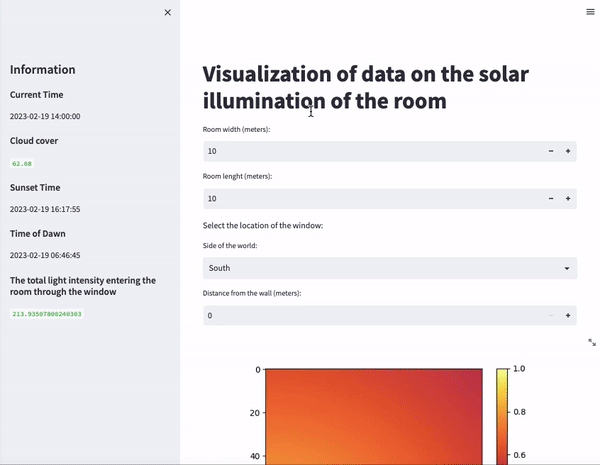 Information
Current Time
2023-02-19 14:00:00
Cloud cover
62.68
Sunset Time
2023-02-19 16:17:55
Time of Dawn
2023-02-19 06:46:45
The total light intensity entering the
room through the window
213.93507800240303
Visualization of data on the solar
illumination of the room
Room width (meters):
10
Room lenght (meters):
10
Select the location of the window:
Side of the world:
South
Distance from the wall (meters):
0
0
20
40
1.0
0.8
0.6